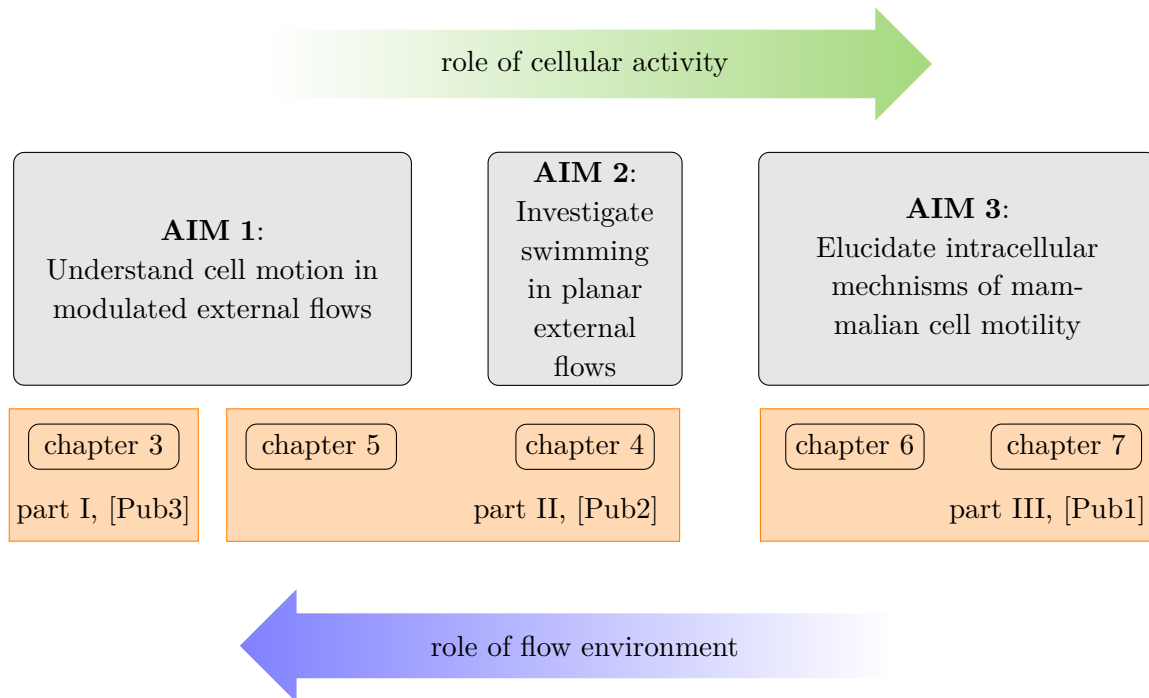 role of cellular activity
AIM 1:
Understand cell motion in
modulated external flows
AIM 2:
Investigate
swimming
in planar
external
flows
AIM 3:
Elucidate intracellular
mechnisms of mam-
malian cell motility
chapter 3
part I, [Pub3]
chapter 5
chapter 4
part II, [Pub2]
chapter 6
chapter 7
part III, [Pub1]
role of flow environment